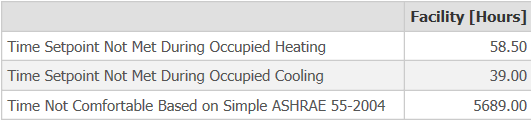 Facility [Hours]
Time Setpoint Not Met During Occupied Heating 58.50
Time Setpoint Not Met During Occupied Cooling 39.00
Time Not Comfortable Based on Simple ASHRAE 55-2004 5689.00